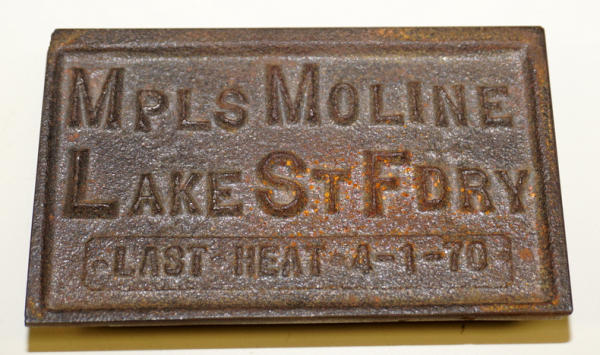 MPLS MOLINE
LAKE ST FDRY
LAST HEAT 4-1-70